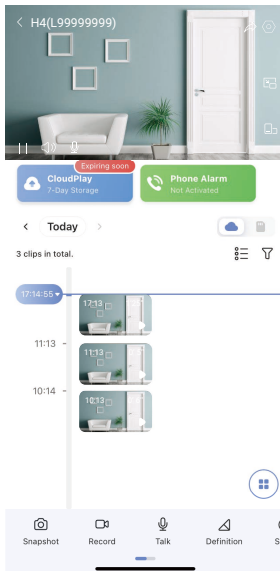 H4(L99999999)
Expiring soon
CloudPlay
7-Day Storage
Phone Alarm
Not Activated
Today
3 clips in total.
17:14:55
17:13
11:13
11:13
10:14
10:13
Snapshot
Record
Talk
Definition